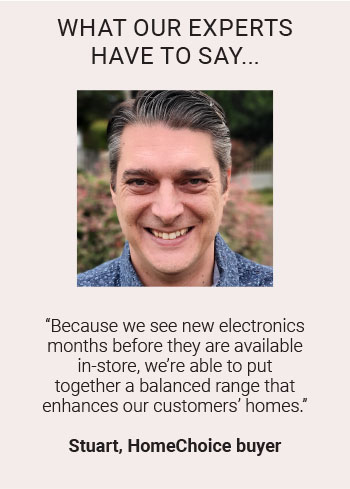 WHAT OUR EXPERTS
HAVE TO SAY...
“Because we see new electronics
months before they are available
in-store, we’re able to put
together a balanced range that
enhances our customers’ homes.”
Stuart, HomeChoice buyer